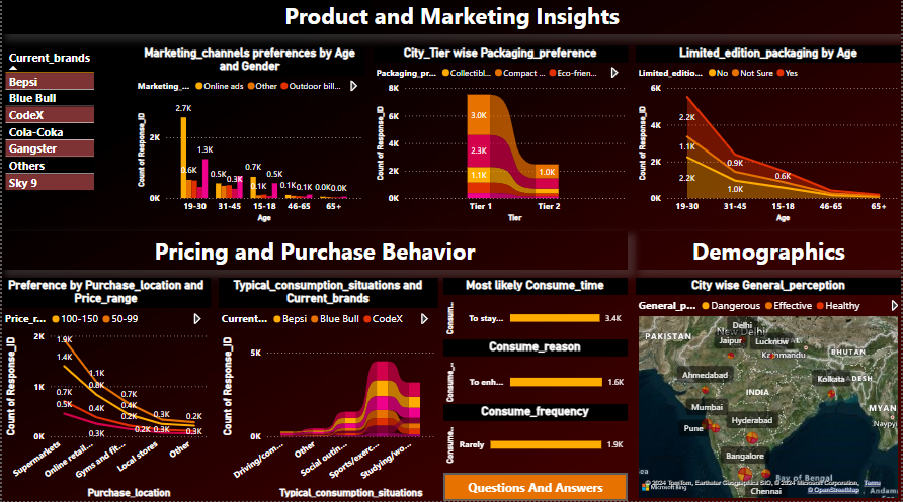 Product and Marketing Insights
Current_brands
Bepsi
Blue Bull
CodeX
Cola-Coka
Gangster
Others
Sky 9
Marketing_channels preferences by Age
and Gender
Marketing_... Online ads Other Outdoor bill...
Count of Response_ID
2K
0K
2.7K
0.6K
1.3K
0.5K
0.3K
0.7K
0.1K
0.5K
0.1K
0.1K
0.0K
0.0K
19-30 31-45 15-18 46-65 65+
Age
City_Tier wise Packaging_preference
Packaging_pr... Collectibl... Compact ... Eco-frien...
Count of Response_ID
8K
6K
4K
2K
0K
3.0K
2.3K
1.1K
1.0K
Tier 1 Tier 2
Tier
Limited_edition_packaging by Age
Limited_editio... No Not Sure Yes
Count of Response_ID
6K
4K
2K
0K
2.2K
1.1K
2.2K
0.9K
1.0K
0.6K
19-30 31-45 15-18 46-65 65+
Age
Pricing and Purchase Behavior
Preference by Purchase_location and
Price_range
Price_r... 100-150 50-99
Count of Response_ID
2K
1K
0K
1.9K
1.4K
0.7K
0.5K
1.1K
0.8K
0.4K
0.3K
0.7K
0.4K
0.2K
0.3K
0.3K
0.2K
0.3K
Supermarkets
Online retail...
Gyms and fit...
Local stores
Other
Purchase_location
Typical_consumption_situations and
Current_brands
Current... Bepsi Blue Bull CodeX
Count of Response_ID
5K
0K
Driving/com...
Other
Social outin...
Sports/exerc...
Studying/wo...
Typical_consumption_situations
Most likely Consume_time
Consum...
To stay... 3.4K
Consume_reason
To enh... 1.6K
Consume_frequency
Rarely 1.9K
Questions And Answers
Demographics
City wise General_perception
General_p... Dangerous Effective Healthy
PAKISTAN
Delhi
New Delhi
Jaipur
Lucknow
Kathmandu
BHUTAN
Ahmedabad
Kolkata
INDIA
MYAN
Mumbai
Naypy
Pune
Hyderabad
Bangalore
Bay of Bengal
Chennai
Microsoft Bing
© 2024 TomTom, Earthstar Geographics SIO, © 2024 Microsoft Corporation, Terms
© OpenStreetMap